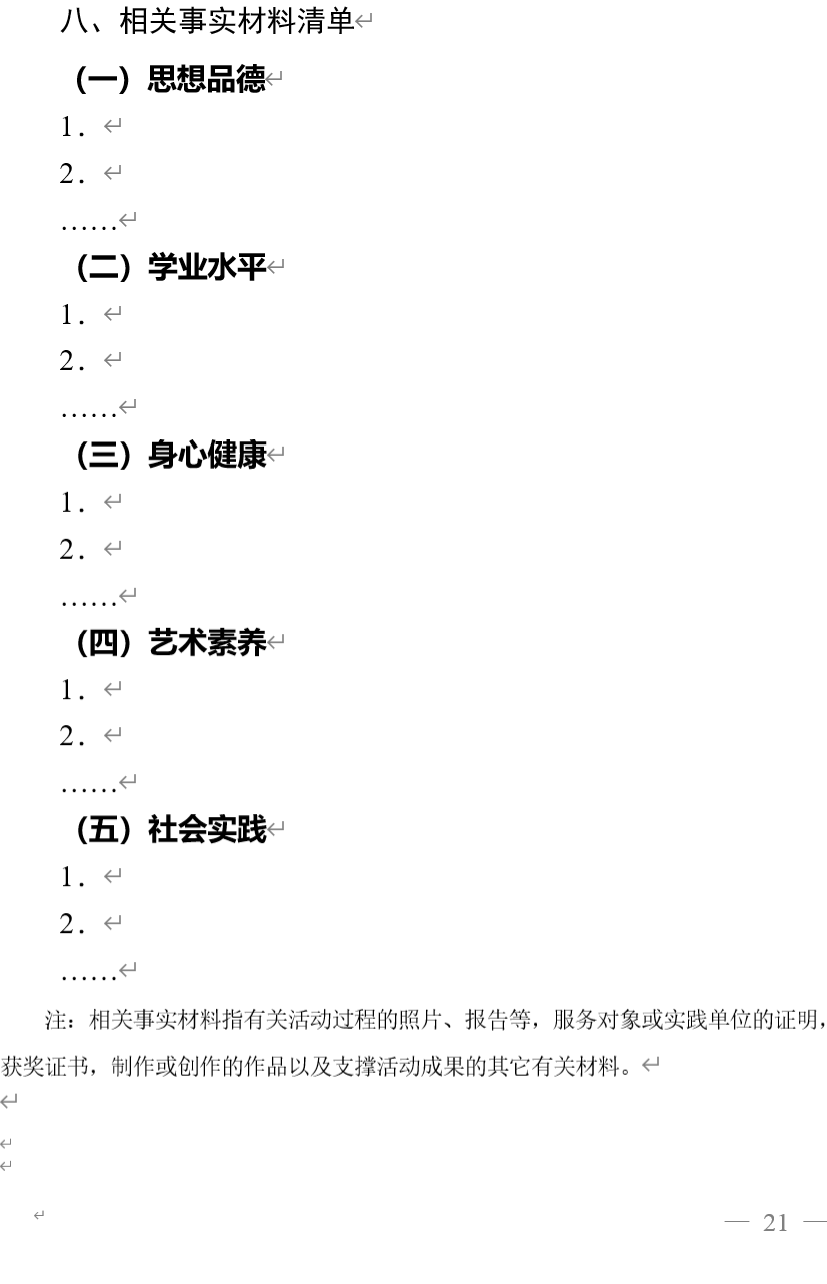 八、相关事实材料清单
（一）思想品德
1．
2．
……
（二）学业水平
1．
2．
……
（三）身心健康
1．
2．
……
（四）艺术素养
1．
2．
……
（五）社会实践
1．
2．
……
注：相关事实材料指有关活动过程的照片、报告等，服务对象或实践单位的证明，
获奖证书，制作或创作的作品以及支撑活动成果的其它有关材料。
— 21 —